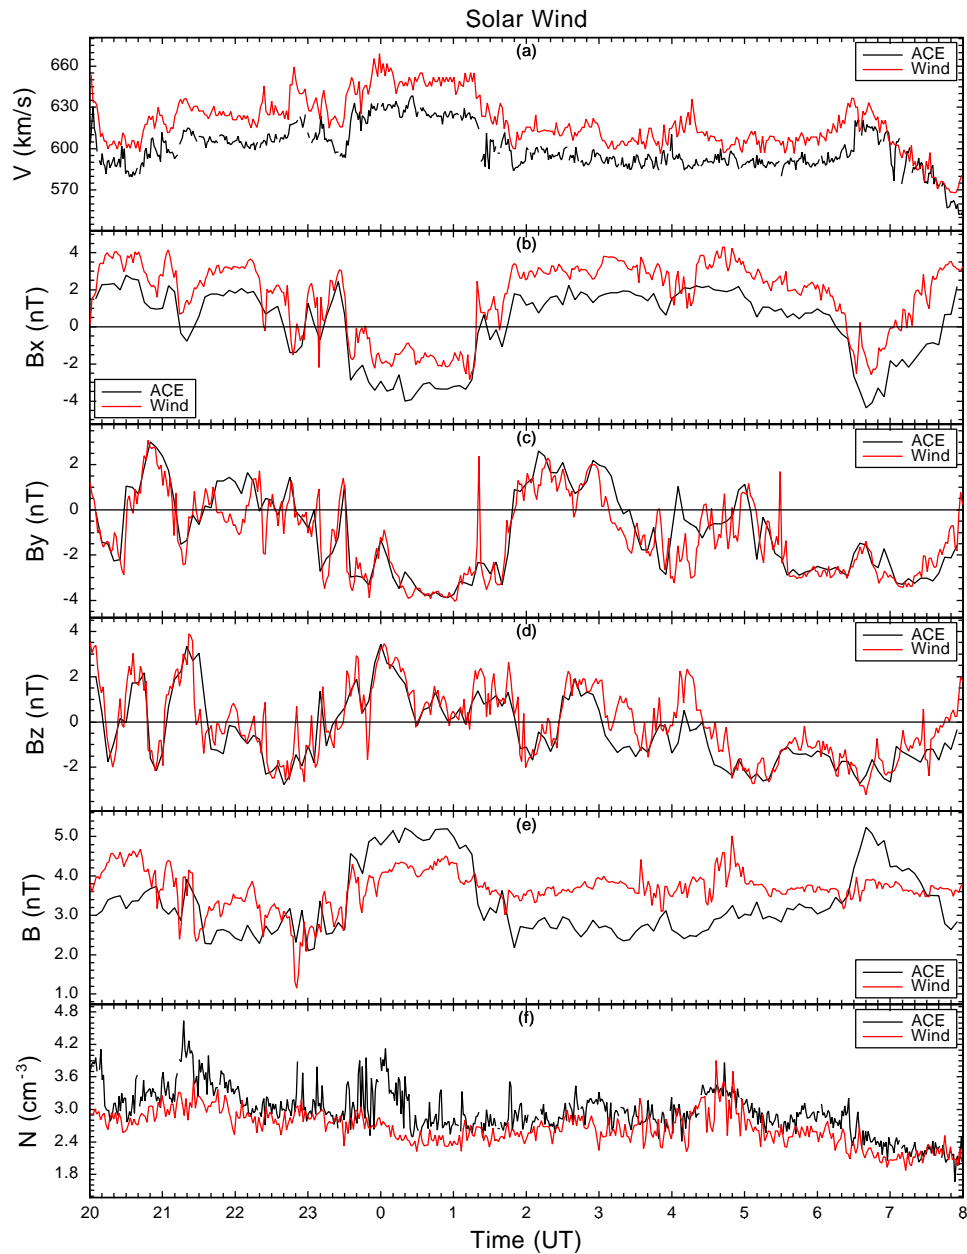 Solar Wind
(a)
ACE
Wind
660
630
600
570
V (km/s)
(b)
4
2
0
-2
-4
Bx (nT)
ACE
Wind
(c)
ACE
Wind
2
0
-2
-4
By (nT)
(d)
ACE
Wind
4
2
0
-2
Bz (nT)
(e)
5.0
4.0
3.0
2.0
1.0
B (nT)
ACE
Wind
(f)
ACE
Wind
4.8
4.2
3.6
3.0
2.4
1.8
N (cm⁻³)
20 21 22 23 0 1 2 3 4 5 6 7 8
Time (UT)